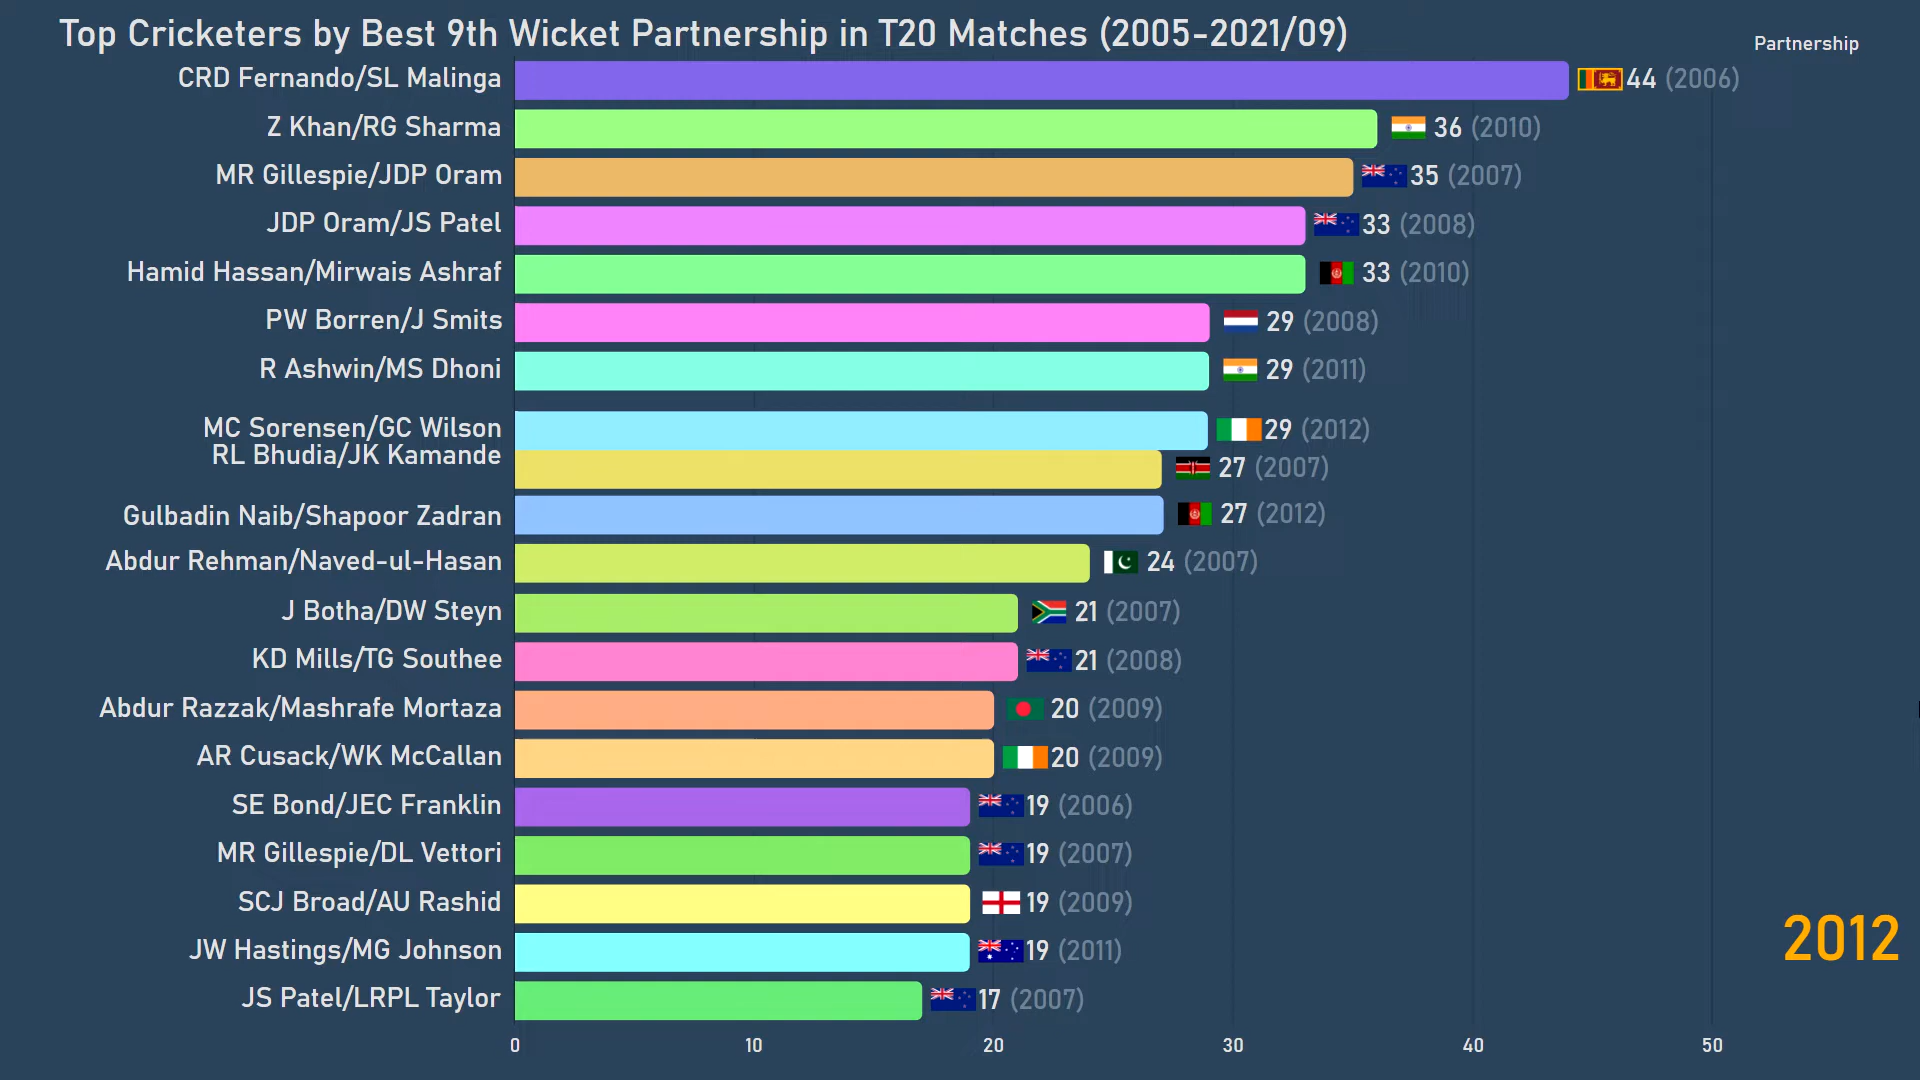 Top Cricketers by Best 9th Wicket Partnership in T20 Matches (2005-2021/09)
Partnership
CRD Fernando/SL Malinga 44 (2006)
Z Khan/RG Sharma 36 (2010)
MR Gillespie/JDP Oram 35 (2007)
JDP Oram/JS Patel 33 (2008)
Hamid Hassan/Mirwais Ashraf 33 (2010)
PW Borren/J Smits 29 (2008)
R Ashwin/MS Dhoni 29 (2011)
MC Sorensen/GC Wilson 29 (2012)
RL Bhudia/JK Kamande 27 (2007)
Gulbadin Naib/Shapoor Zadran 27 (2012)
Abdur Rehman/Naved-ul-Hasan 24 (2007)
J Botha/DW Steyn 21 (2007)
KD Mills/TG Southee 21 (2008)
Abdur Razzak/Mashrafe Mortaza 20 (2009)
AR Cusack/WK McCallan 20 (2009)
SE Bond/JEC Franklin 19 (2006)
MR Gillespie/DL Vettori 19 (2007)
SCJ Broad/AU Rashid 19 (2009)
JW Hastings/MG Johnson 19 (2011)
JS Patel/LRPL Taylor 17 (2007)
2012
0 10 20 30 40 50